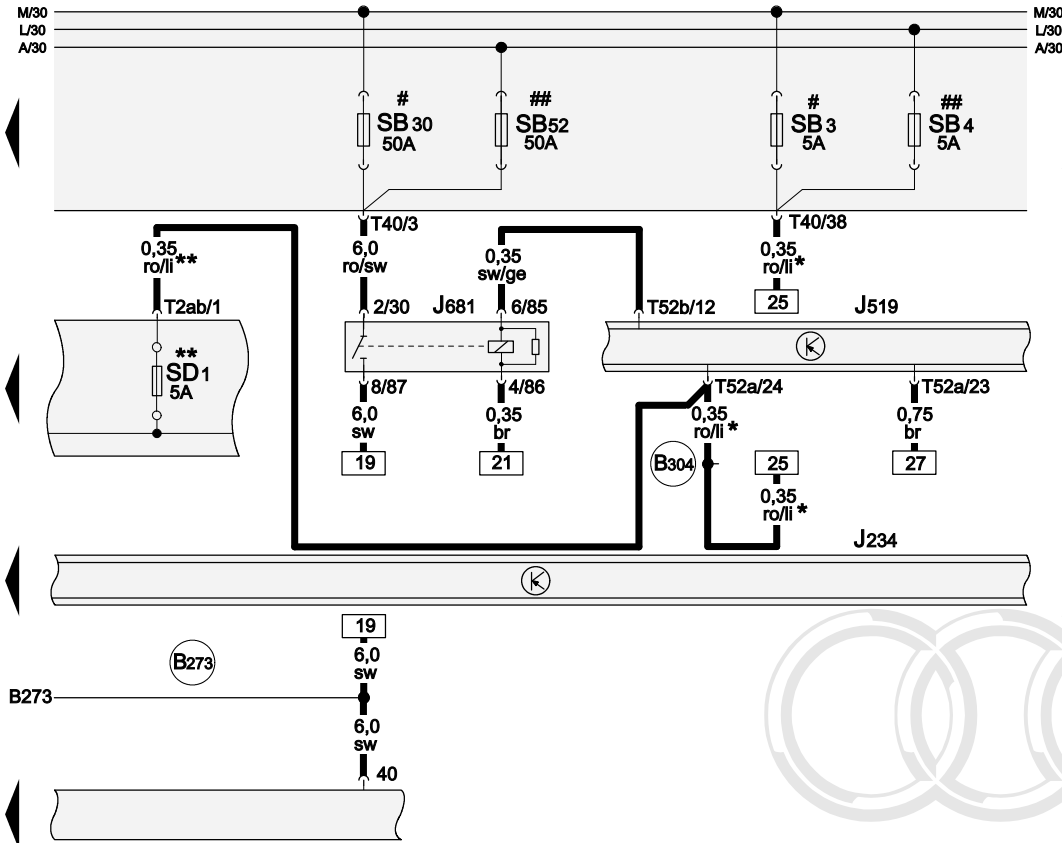 M/30
M/30
L/30
L/30
A/30
A/30
#
SB30
50A
##
SB52
50A
#
SB3
5A
##
SB4
5A
T40/3
T40/38
0,35
ro/li**
6,0
ro/sw
0,35
sw/ge
0,35
ro/li*
25
T2ab/1
2/30
J681
6/85
T52b/12
J519
**
SD1
5A
8/87
4/86
T52a/24
T52a/23
6,0
sw
0,35
br
0,35
ro/li*
0,75
br
19
21
B304
25
27
0,35
ro/li*
J234
19
6,0
sw
B273
B273
6,0
sw
40